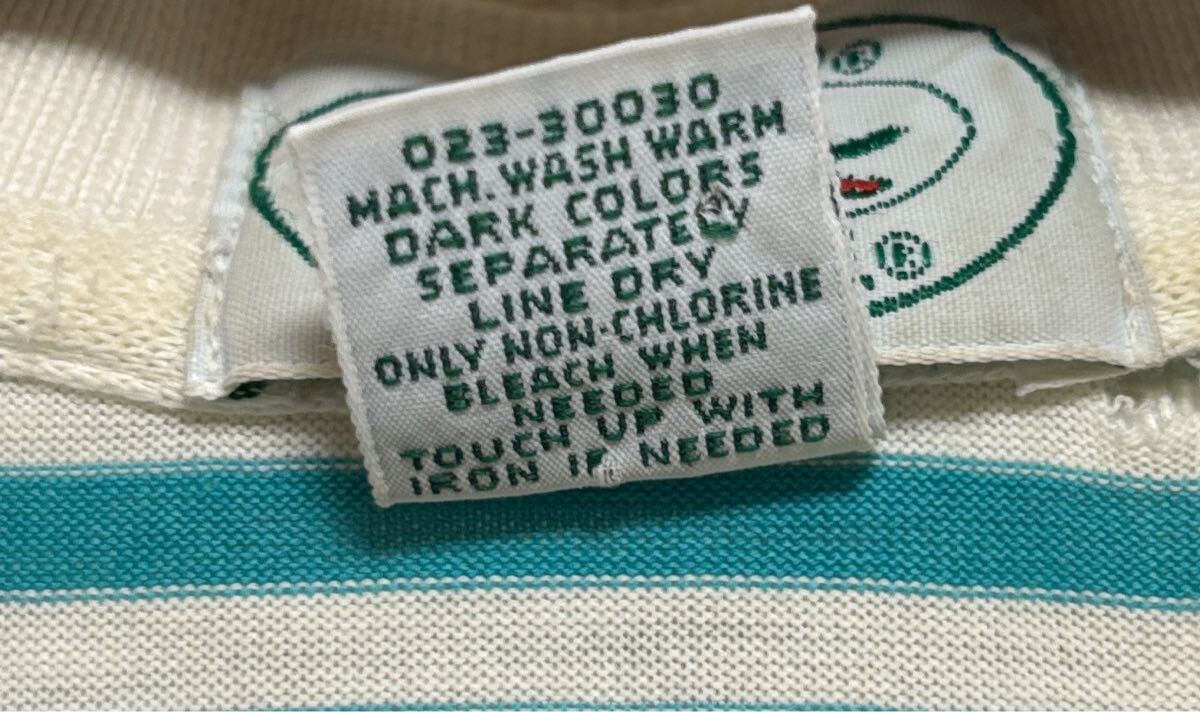 023-30030
MACH. WASH WARM
DARK COLORS
SEPARATELY
LINE DRY
ONLY NON-CHLORINE
BLEACH WHEN
NEEDED
TOUCH UP WITH
IRON IF NEEDED
®
®